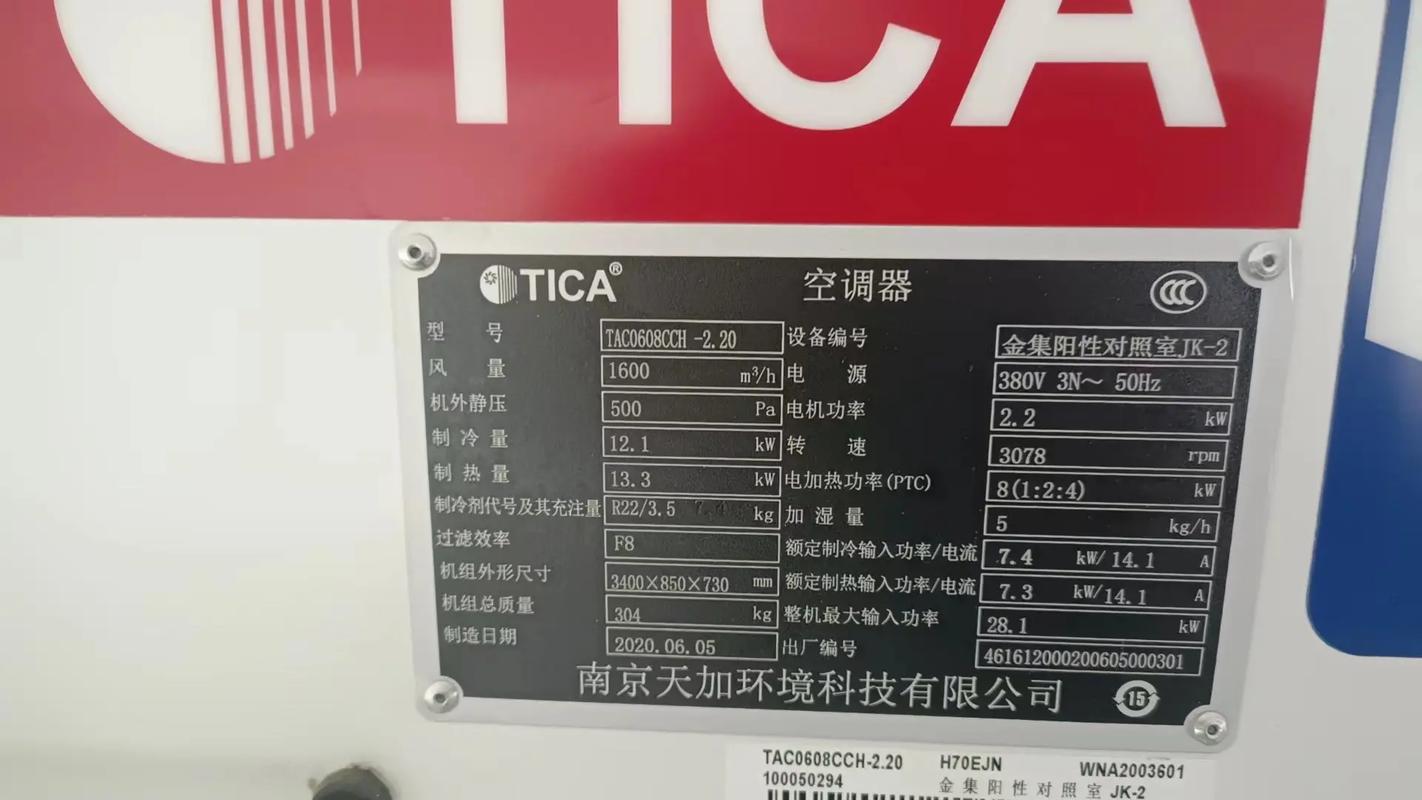 TICA
TICA® 空调器 CCC
型号 TAC0608CCH -2.20 设备编号 金集阳性对照室JK-2
风量 1600 m³/h 电源 380V 3N～ 50Hz
机外静压 500 Pa 电机功率 2.2 kW
制冷量 12.1 kW 转速 3078 rpm
制热量 13.3 kW 电加热功率(PTC) 8(1:2:4) kW
制冷剂代号及其充注量 R22/3.5 kg 加湿量 5 kg/h
过滤效率 F8 额定制冷输入功率/电流 7.4 kW/14.1 A
机组外形尺寸 3400×850×730 mm 额定制热输入功率/电流 7.3 kW/14.1 A
机组总质量 304 kg 整机最大输入功率 28.1 kW
制造日期 2020.06.05 出厂编号 461612000200605000301
南京天加环境科技有限公司 15
TAC0608CCH-2.20 H70EJN WNA2003601
100050294 金集阳性对照室 JK-2